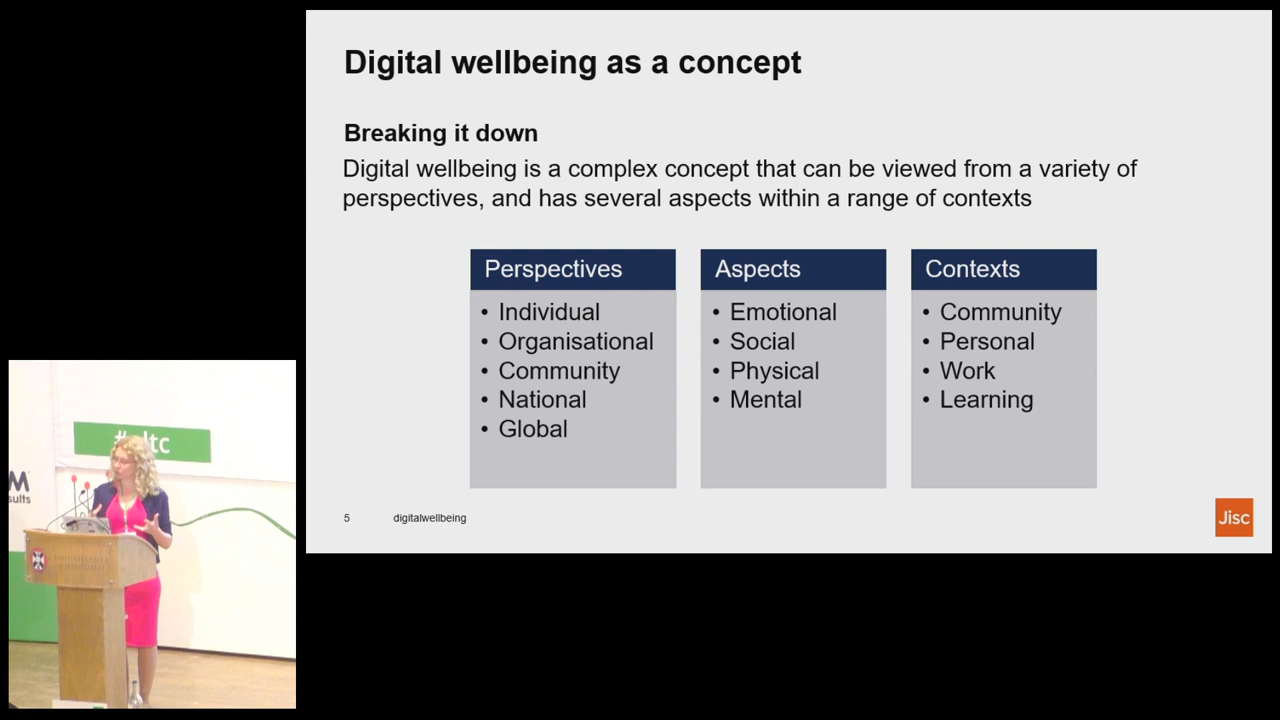 Digital wellbeing as a concept
Breaking it down
Digital wellbeing is a complex concept that can be viewed from a variety of
perspectives, and has several aspects within a range of contexts
Perspectives
• Individual
• Organisational
• Community
• National
• Global
Aspects
• Emotional
• Social
• Physical
• Mental
Contexts
• Community
• Personal
• Work
• Learning
5 digitalwellbeing
Jisc